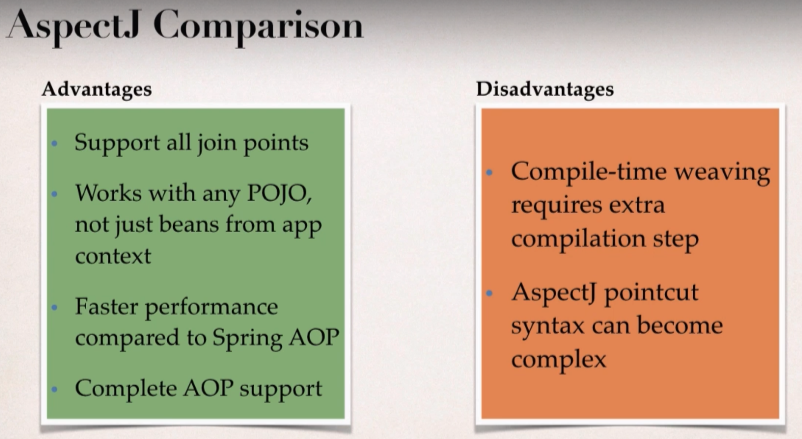 AspectJ Comparison
Advantages
• Support all join points
• Works with any POJO,
not just beans from app
context
• Faster performance
compared to Spring AOP
• Complete AOP support
Disadvantages
• Compile-time weaving
requires extra
compilation step
• AspectJ pointcut
syntax can become
complex